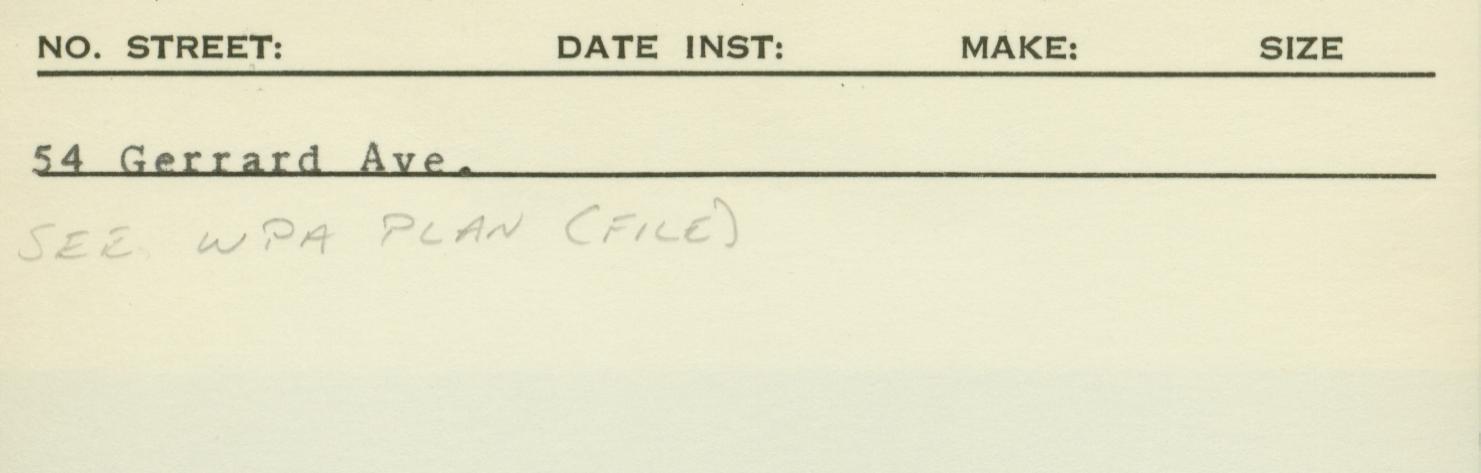 NO. STREET: DATE INST: MAKE: SIZE
54 Gerrard Ave.
SEE WPA PLAN (FILE)